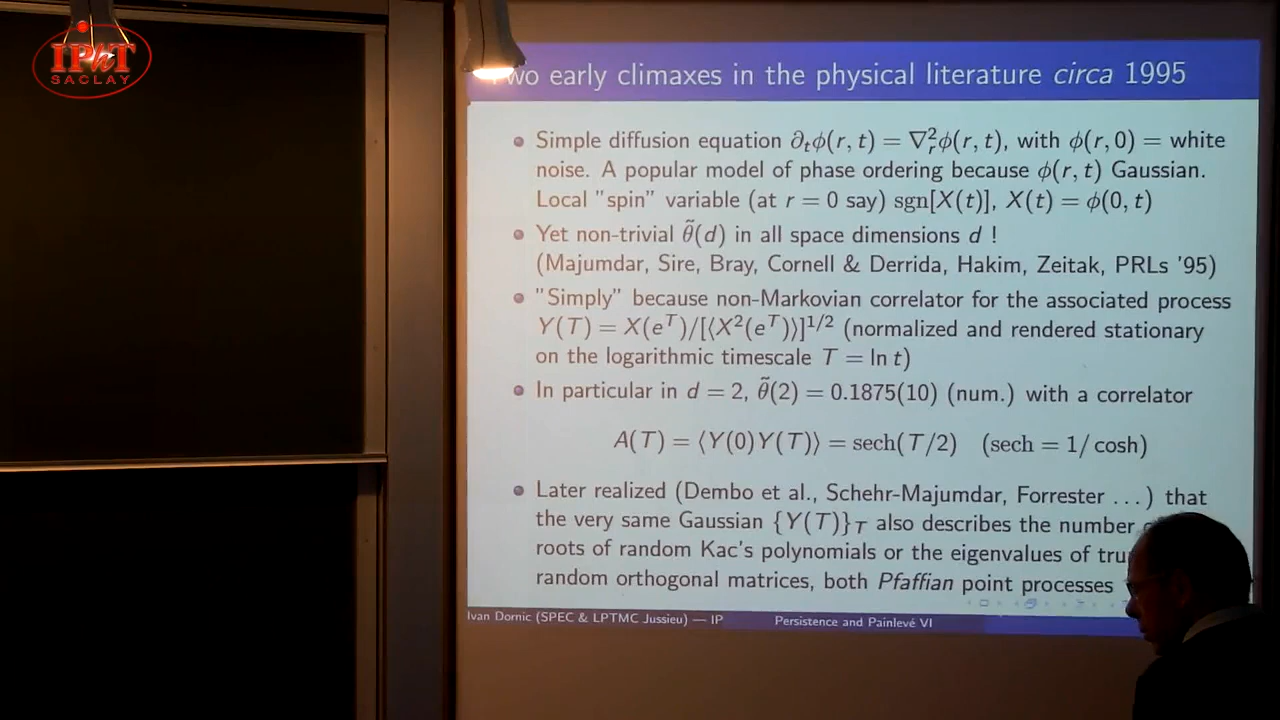 IPhT
SACLAY
wo early climaxes in the physical literature circa 1995
Simple diffusion equation ∂ₜϕ(r, t) = ∇²ᵣϕ(r, t), with ϕ(r, 0) = white
noise. A popular model of phase ordering because ϕ(r, t) Gaussian.
Local "spin" variable (at r = 0 say) sgn[X(t)], X(t) = ϕ(0, t)
Yet non-trivial θ̃(d) in all space dimensions d !
(Majumdar, Sire, Bray, Cornell & Derrida, Hakim, Zeitak, PRLs '95)
"Simply" because non-Markovian correlator for the associated process
Y(T) = X(e^T)/[⟨X²(e^T)⟩]^1/2 (normalized and rendered stationary
on the logarithmic timescale T = ln t)
In particular in d = 2, θ̃(2) = 0.1875(10) (num.) with a correlator
A(T) = ⟨Y(0)Y(T)⟩ = sech(T/2) (sech = 1/ cosh)
Later realized (Dembo et al., Schehr-Majumdar, Forrester ...) that
the very same Gaussian {Y(T)}_T also describes the number
roots of random Kac's polynomials or the eigenvalues of
random orthogonal matrices, both Pfaffian point processes
Ivan Dornic (SPEC & LPTMC Jussieu) — IP
Persistence and Painlevé VI